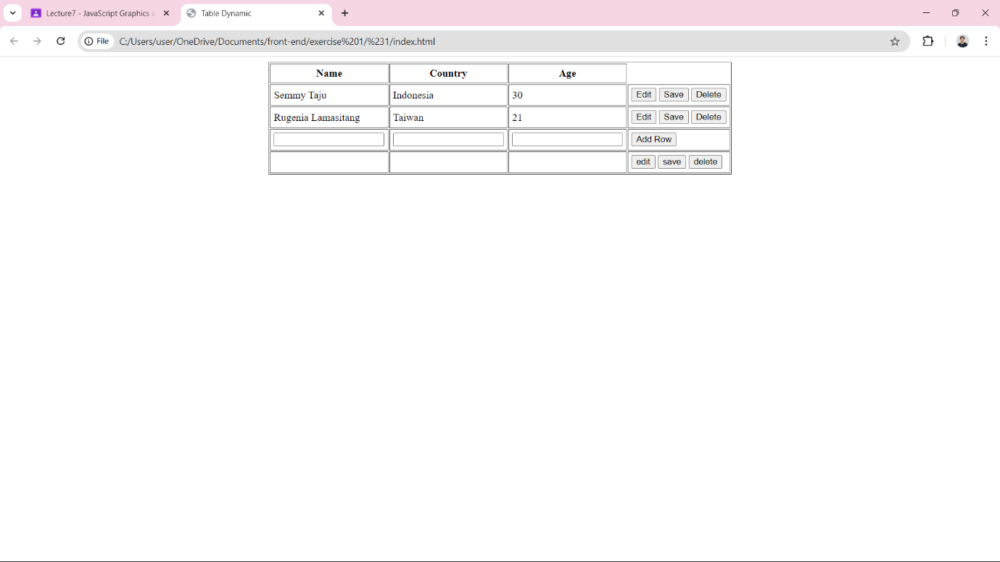 Lecture7 - JavaScript Graphics a
Table Dynamic
File C:/Users/user/OneDrive/Documents/front-end/exercise%201/%231/index.html
Name Country Age
Semmy Taju Indonesia 30 Edit Save Delete
Rugenia Lamasitang Taiwan 21 Edit Save Delete
Add Row
edit save delete